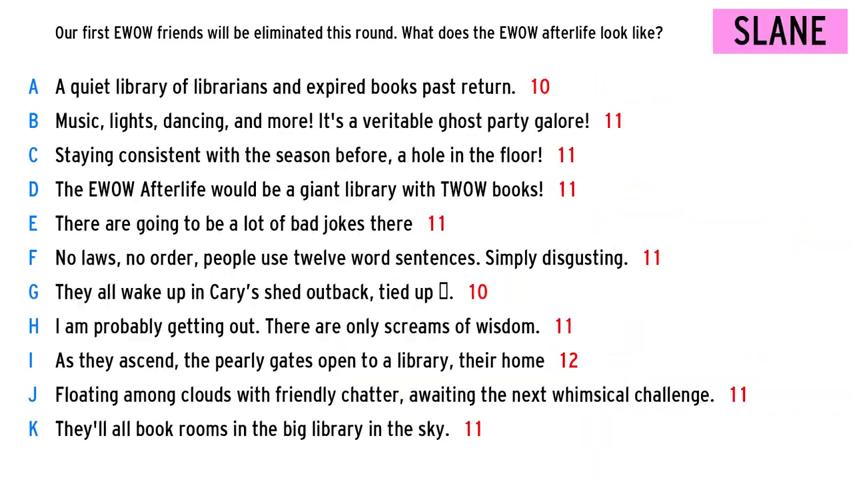 Our first EWOW friends will be eliminated this round. What does the EWOW afterlife look like?
SLANE
A A quiet library of librarians and expired books past return. 10
B Music, lights, dancing, and more! It's a veritable ghost party galore! 11
C Staying consistent with the season before, a hole in the floor! 11
D The EWOW Afterlife would be a giant library with TWOW books! 11
E There are going to be a lot of bad jokes there 11
F No laws, no order, people use twelve word sentences. Simply disgusting. 11
G They all wake up in Cary’s shed outback, tied up ▯. 10
H I am probably getting out. There are only screams of wisdom. 11
I As they ascend, the pearly gates open to a library, their home 12
J Floating among clouds with friendly chatter, awaiting the next whimsical challenge. 11
K They'll all book rooms in the big library in the sky. 11